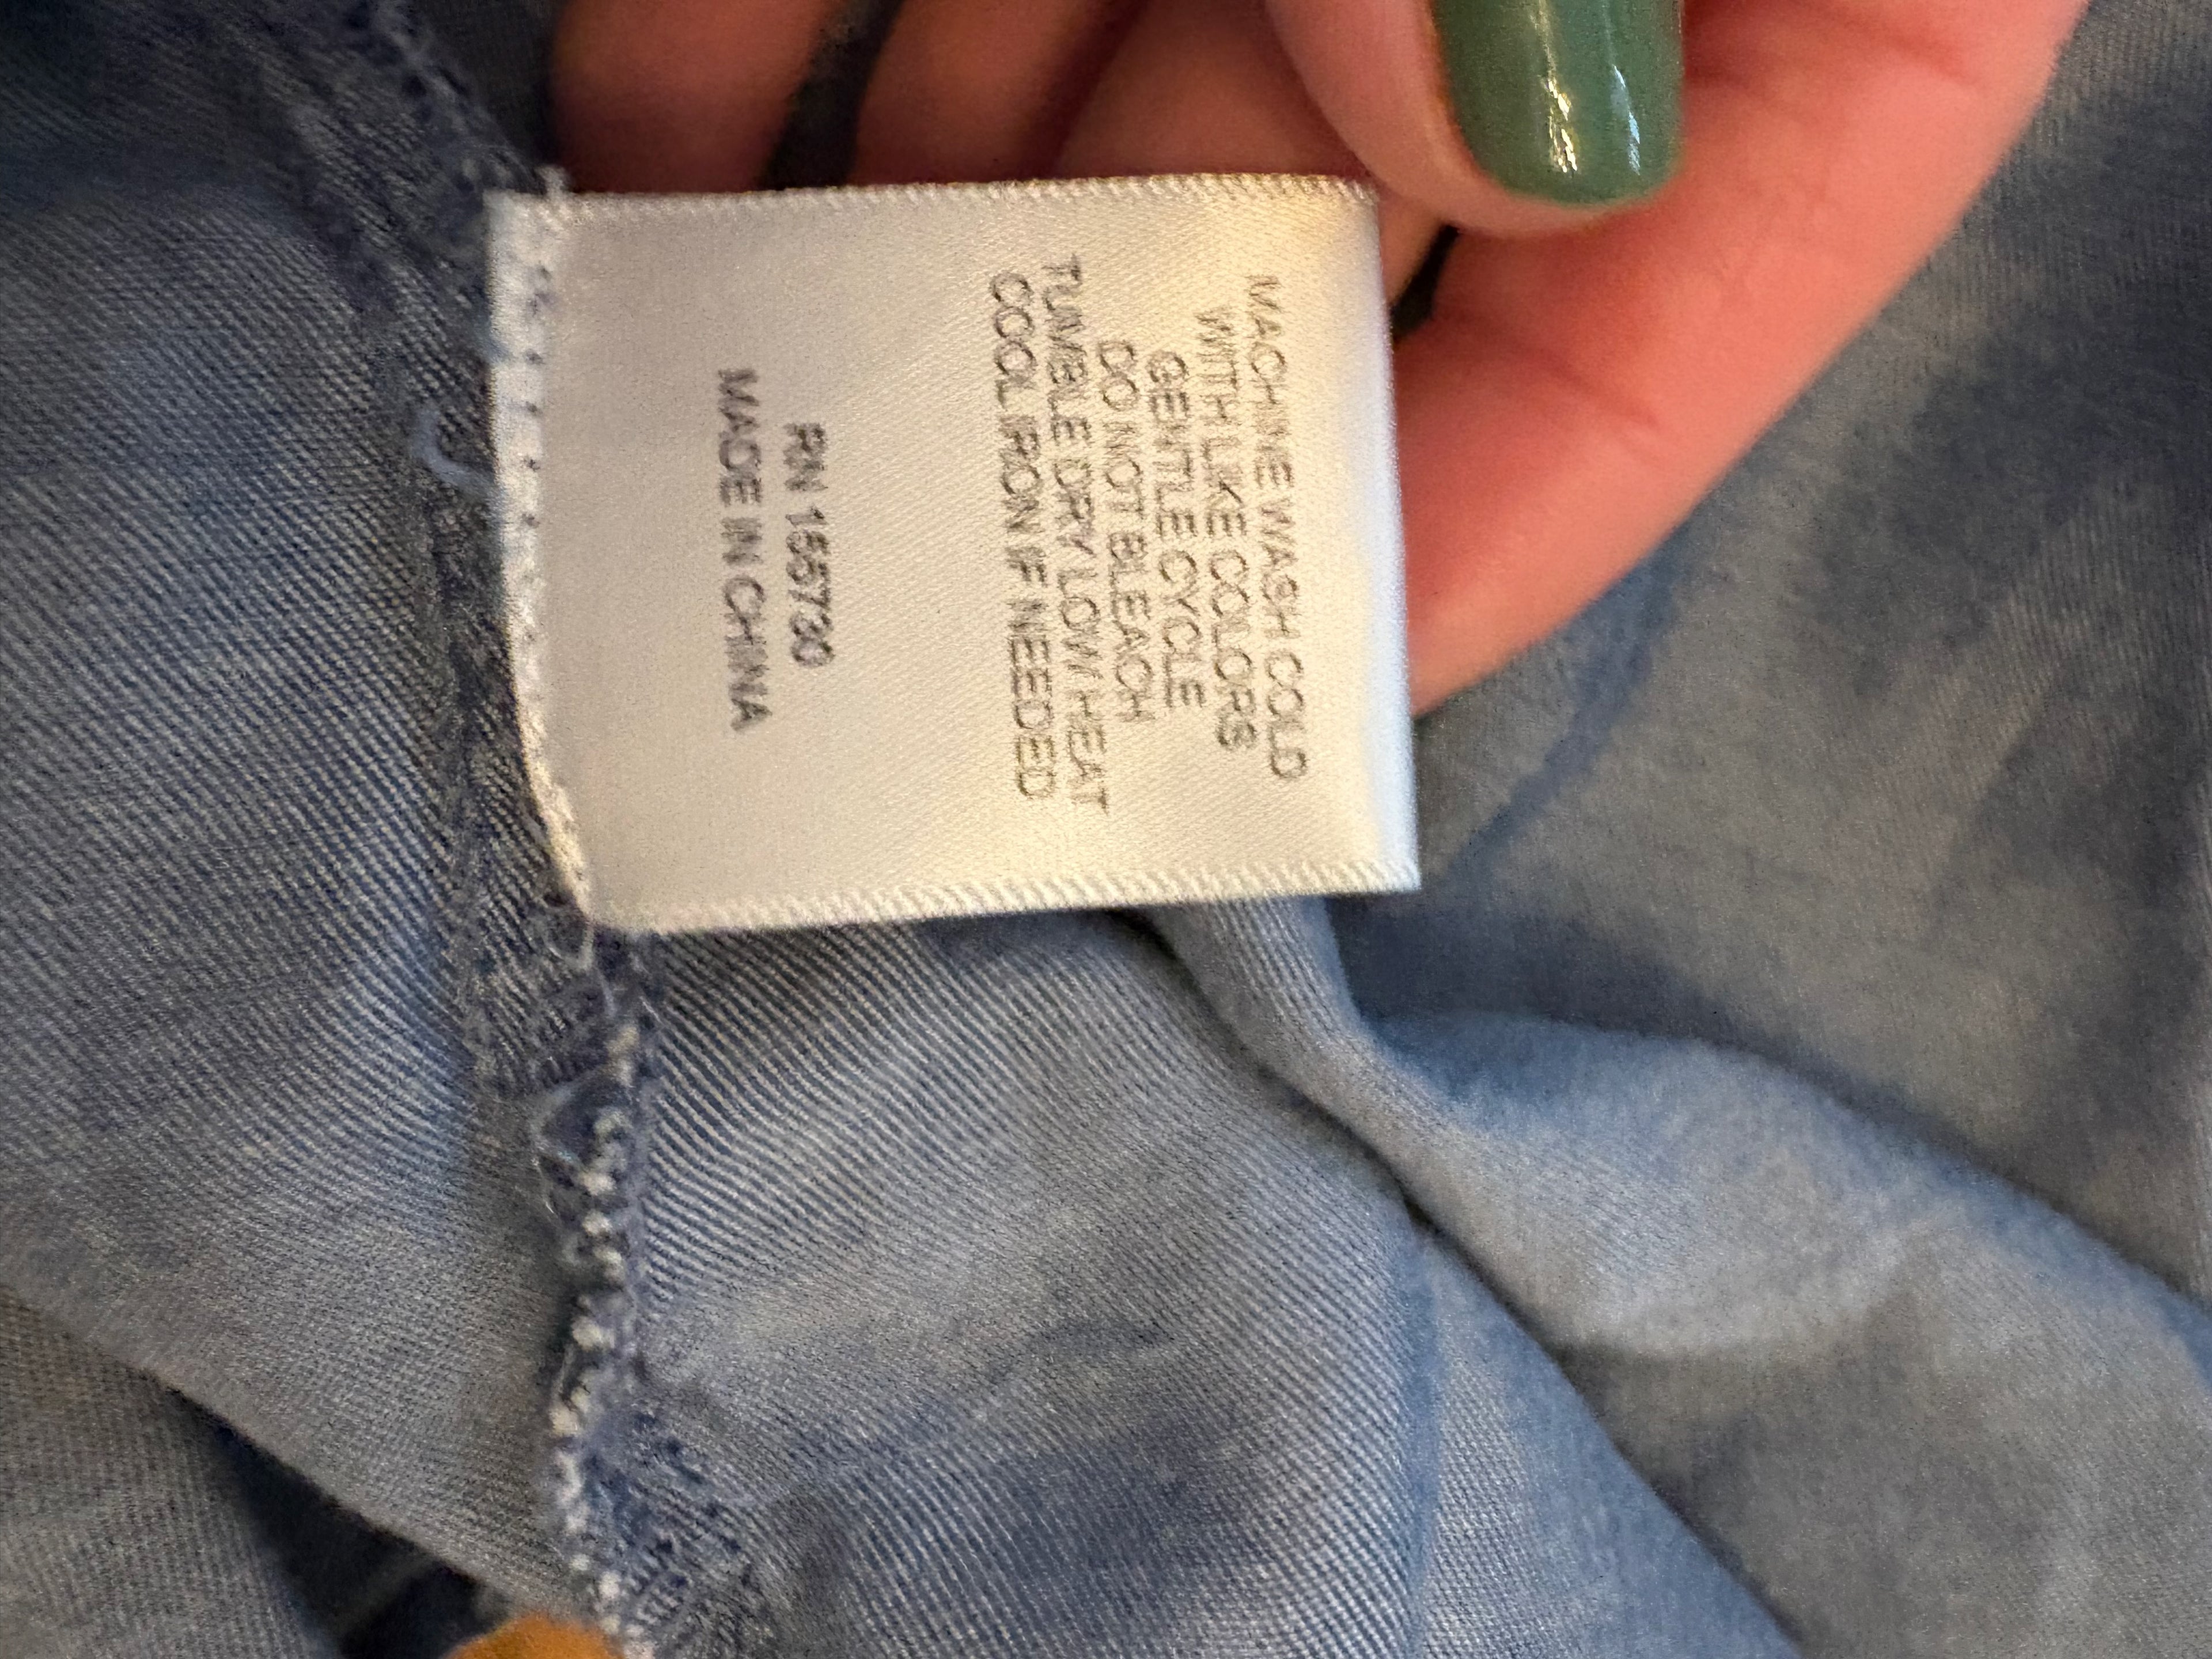 MACHINE WASH COLD
WITH LIKE COLORS
GENTLE CYCLE
DO NOT BLEACH
TUMBLE DRY LOW HEAT
COOL IRON IF NEEDED
RN 155730
MADE IN CHINA